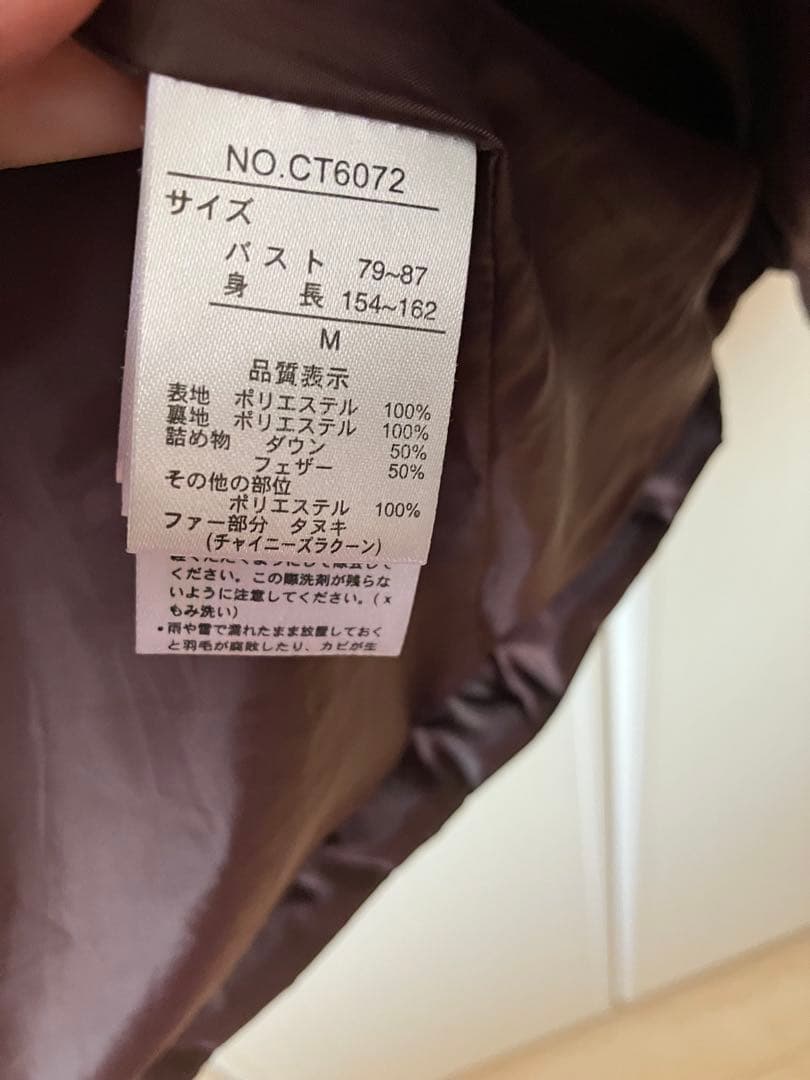 NO.CT6072
サイズ
バスト 79~87
身 長 154~162
M
品質表示
表地 ポリエステル 100%
裏地 ポリエステル 100%
詰め物 ダウン 50%
フェザー 50%
その他の部位
ポリエステル 100%
ファー部分 タヌキ
(チャイニーズラクーン)
ください。この際洗剤が残らな
いように注意してください。(x
もみ洗い)
・雨や雪で濡れたまま放置しておく
と羽毛が腐敗したり、カビが生